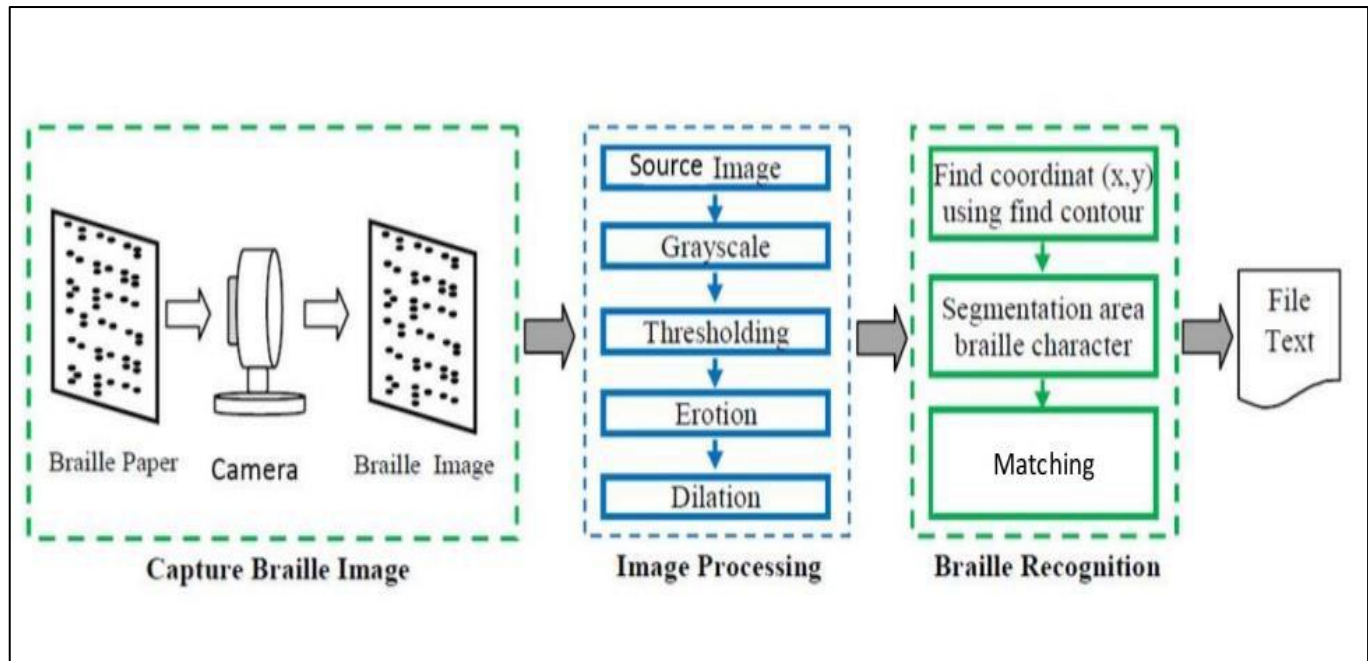 Braille Paper
Camera
Braille Image
Capture Braille Image
Source Image
Grayscale
Thresholding
Erotion
Dilation
Image Processing
Find coordinat (x,y)
using find contour
Segmentation area
braille character
Matching
Braille Recognition
File
Text